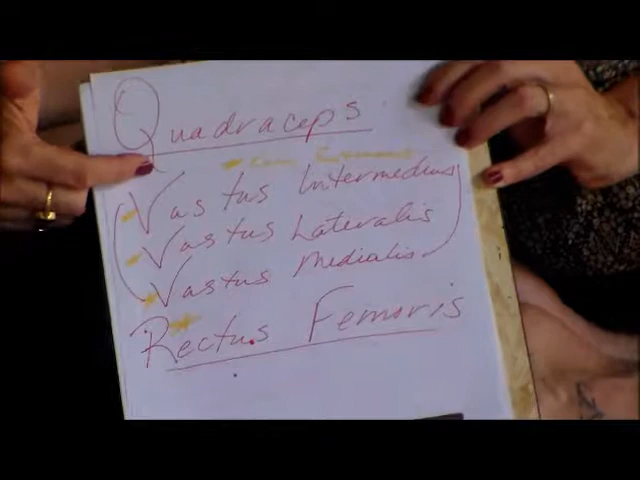 Quadraceps
Vastus Intermedius
Vastus Lateralis
Vastus Medialis
Rectus Femoris